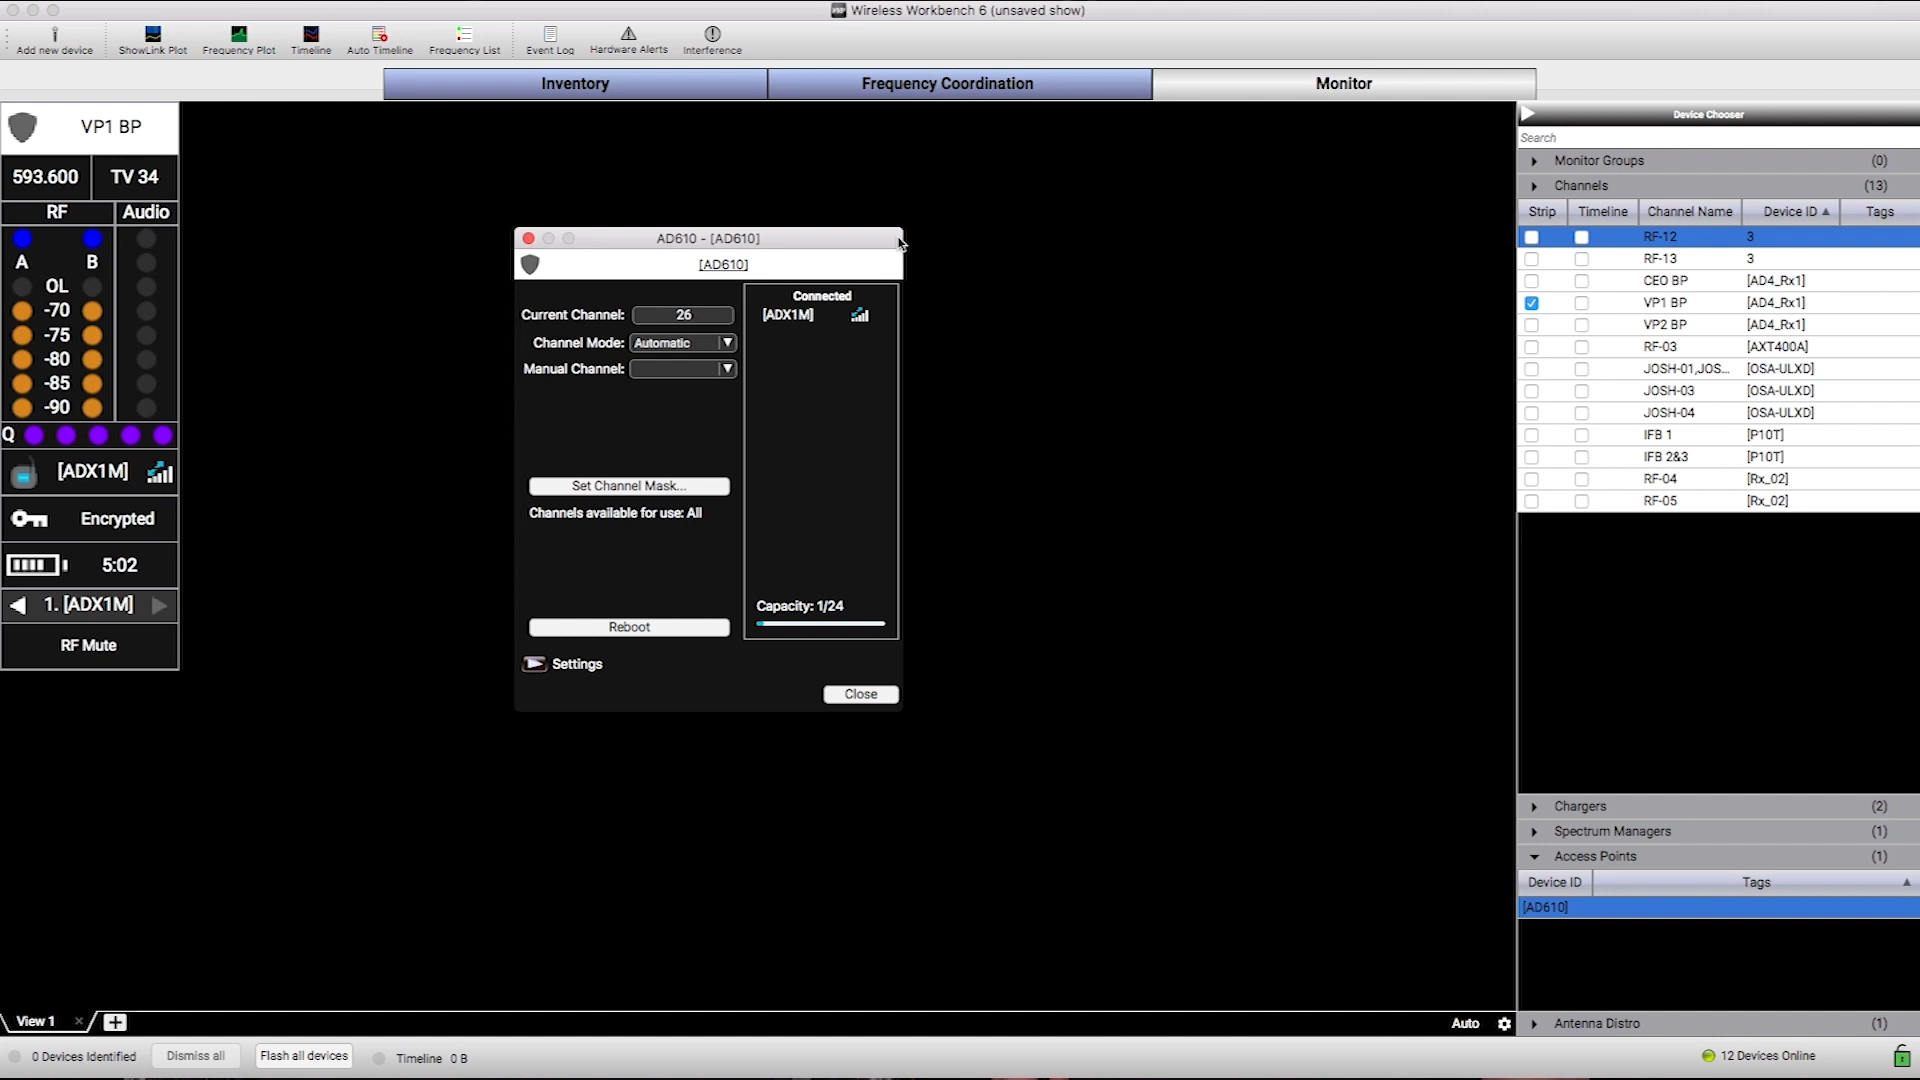 Wireless Workbench 6 (unsaved show)
Add new device ShowLink Plot Frequency Plot Timeline Auto Timeline Frequency List Event Log Hardware Alerts Interference
Inventory Frequency Coordination Monitor
VP1 BP
593.600 TV 34
RF Audio
A B
OL
-70
-75
-80
-85
-90
Q
[ADX1M]
Encrypted
5:02
1. [ADX1M]
RF Mute
AD610 - [AD610]
[AD610]
Current Channel: 26
Channel Mode: Automatic
Manual Channel:
Set Channel Mask...
Channels available for use: All
Reboot
Settings
Connected
[ADX1M]
Capacity: 1/24
Close
Device Chooser
Search
Monitor Groups (0)
Channels (13)
Strip Timeline Channel Name Device ID Tags
RF-12 3
RF-13 3
CEO BP [AD4_Rx1]
VP1 BP [AD4_Rx1]
VP2 BP [AD4_Rx1]
RF-03 [AXT400A]
JOSH-01,JOS... [OSA-ULXD]
JOSH-03 [OSA-ULXD]
JOSH-04 [OSA-ULXD]
IFB 1 [P10T]
IFB 2&3 [P10T]
RF-04 [Rx_02]
RF-05 [Rx_02]
Chargers (2)
Spectrum Managers (1)
Access Points (1)
Device ID Tags
[AD610]
Antenna Distro (1)
View 1
Auto
0 Devices Identified Dismiss all Flash all devices Timeline 0 B
12 Devices Online